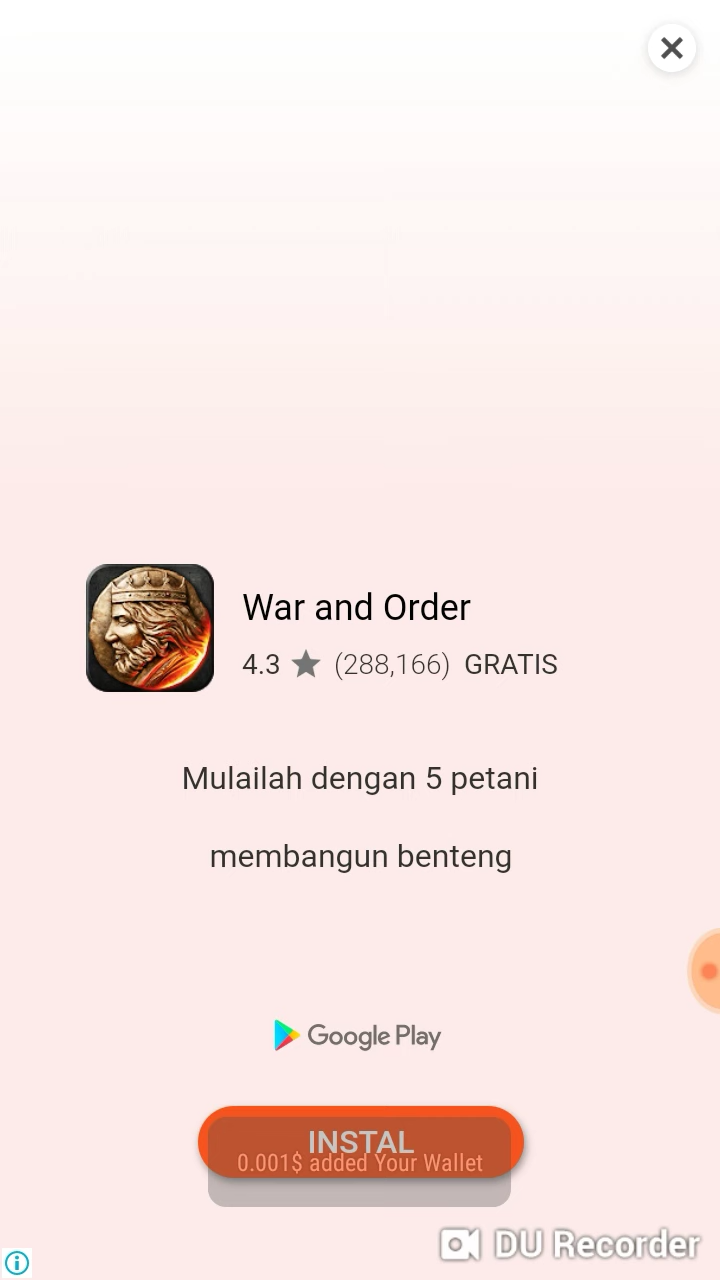 War and Order
4.3 ★ (288,166) GRATIS
Mulailah dengan 5 petani
membangun benteng
Google Play
INSTAL
0.001$ added Your Wallet
DU Recorder